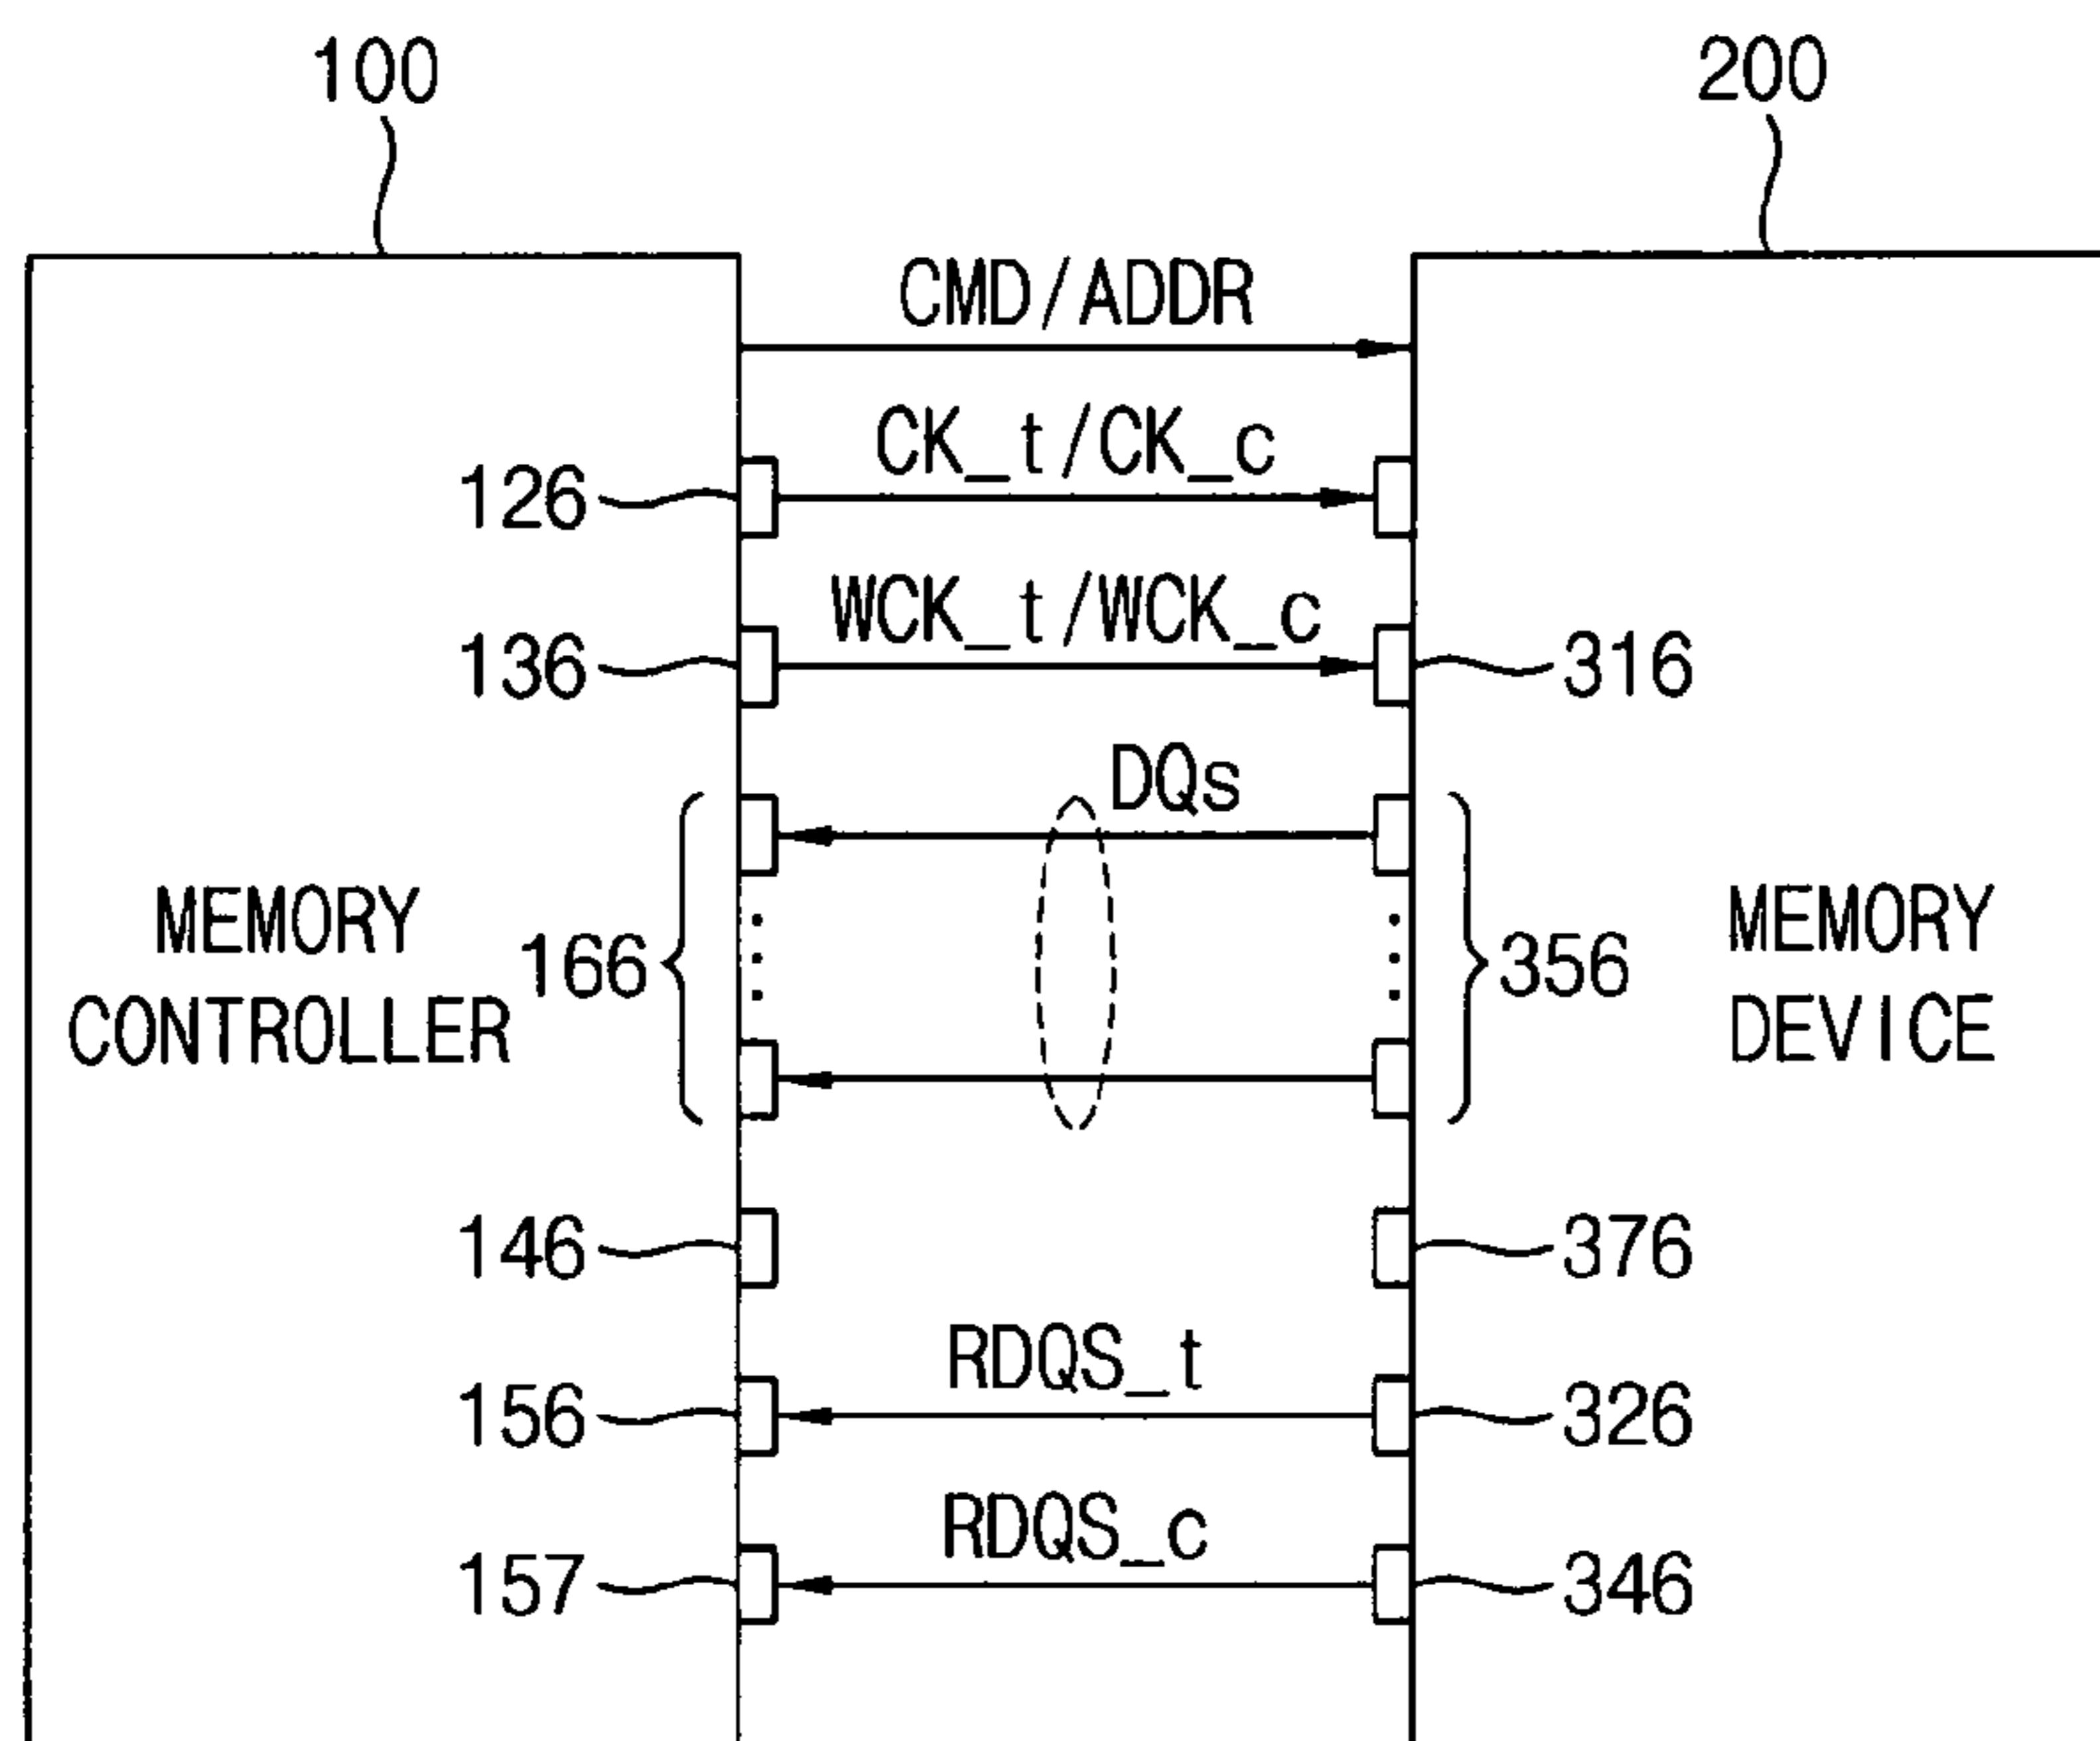 100
200
CMD/ADDR
CK_t/CK_c
126
WCK_t/WCK_c
136
316
DQs
MEMORY
CONTROLLER
166
356
MEMORY
DEVICE
146
376
RDQS_t
156
326
RDQS_c
157
346